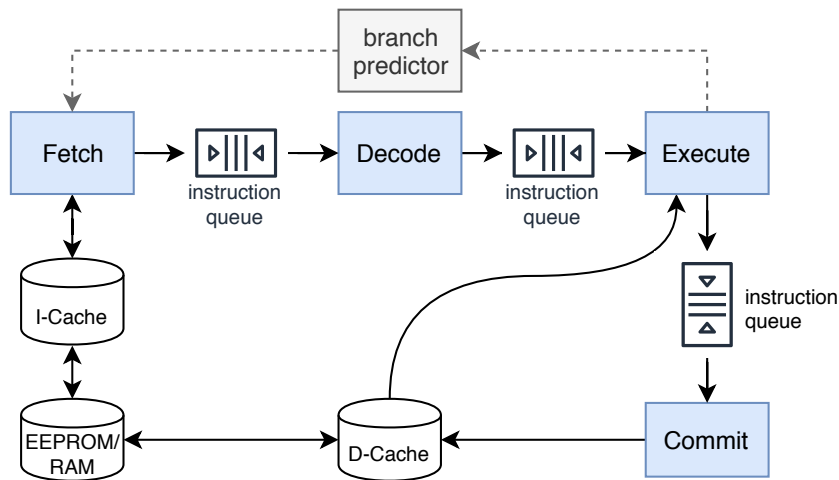 branch
predictor
Fetch
instruction
queue
Decode
instruction
queue
Execute
I-Cache
instruction
queue
EEPROM/
RAM
D-Cache
Commit